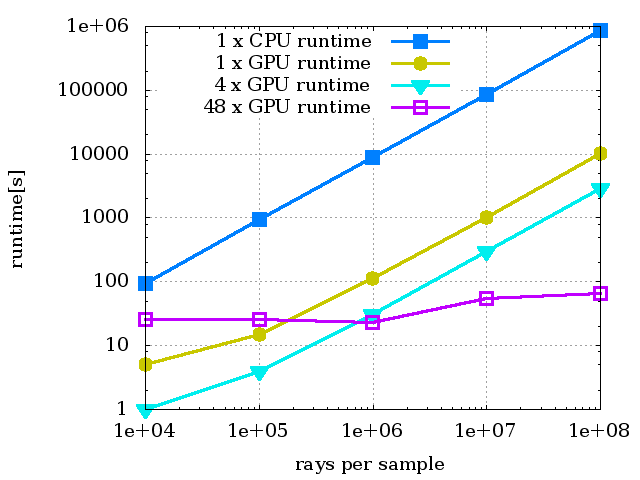 1e+06
100000
10000
1000
100
10
1
runtime[s]
1 x CPU runtime
1 x GPU runtime
4 x GPU runtime
48 x GPU runtime
1e+04 1e+05 1e+06 1e+07 1e+08
rays per sample